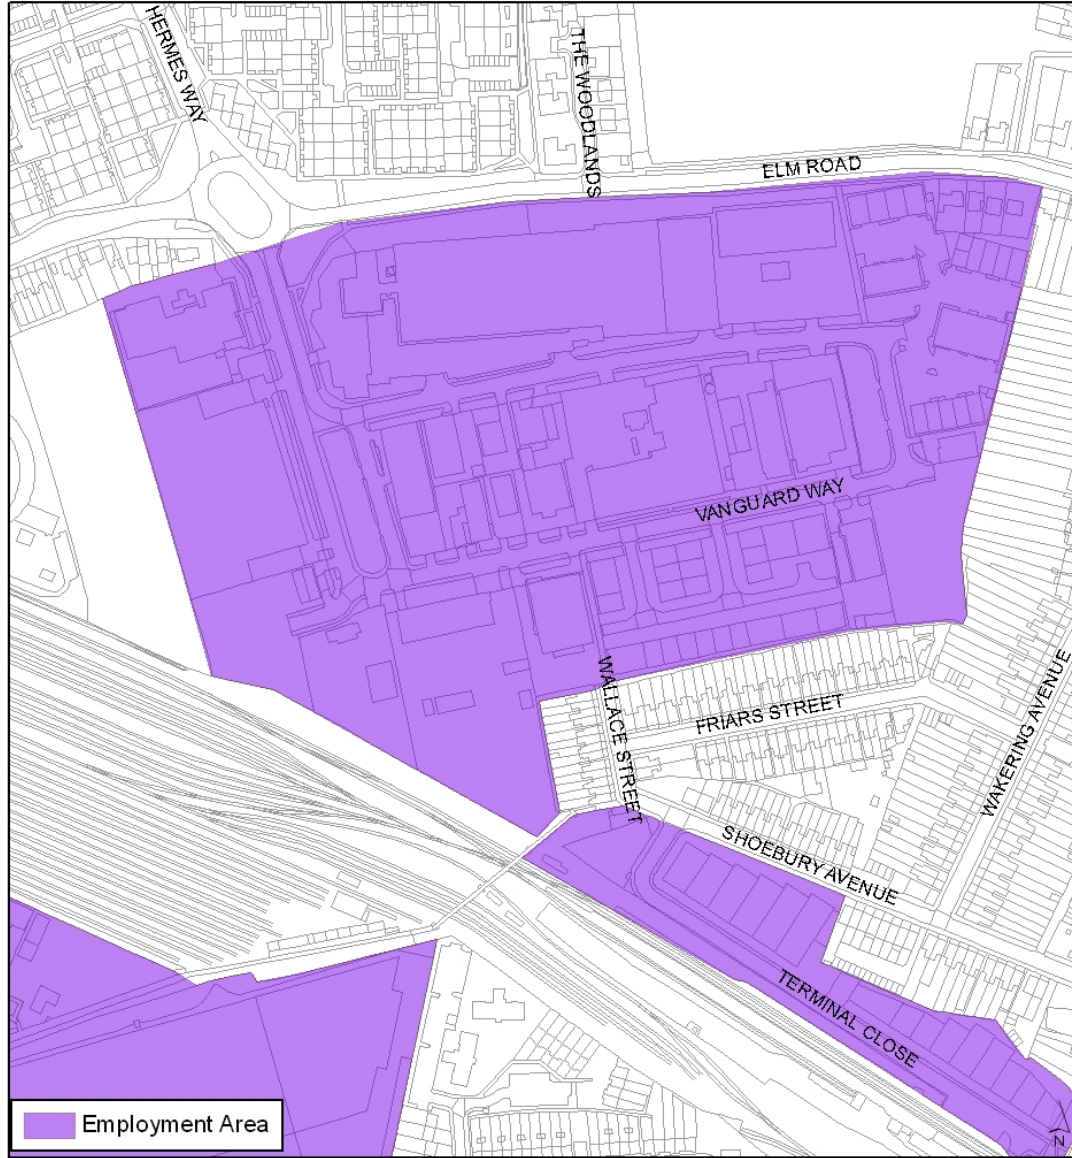 HERMES WAY
THE WOODLANDS
ELM ROAD
VANGUARD WAY
WALLACE STREET
FRIARS STREET
WAKERING AVENUE
SHOEBURY AVENUE
TERMINAL CLOSE
Employment Area
N